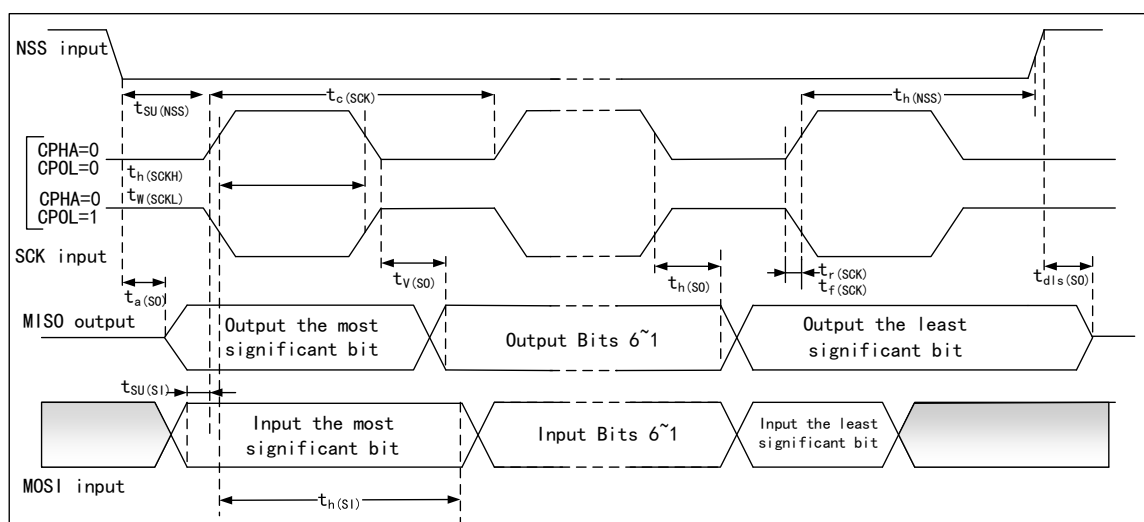 NSS input
tSU(NSS)
tc(SCK)
th(NSS)
CPHA=0
CPOL=0
th(SCKH)
tW(SCKL)
CPHA=0
CPOL=1
SCK input
ta(SO)
tV(SO)
th(SO)
tr(SCK)
tf(SCK)
tdls(SO)
MISO output
Output the most
significant bit
Output Bits 6~1
Output the least
significant bit
tSU(SI)
Input the most
significant bit
Input Bits 6~1
Input the least
significant bit
MOSI input
th(SI)